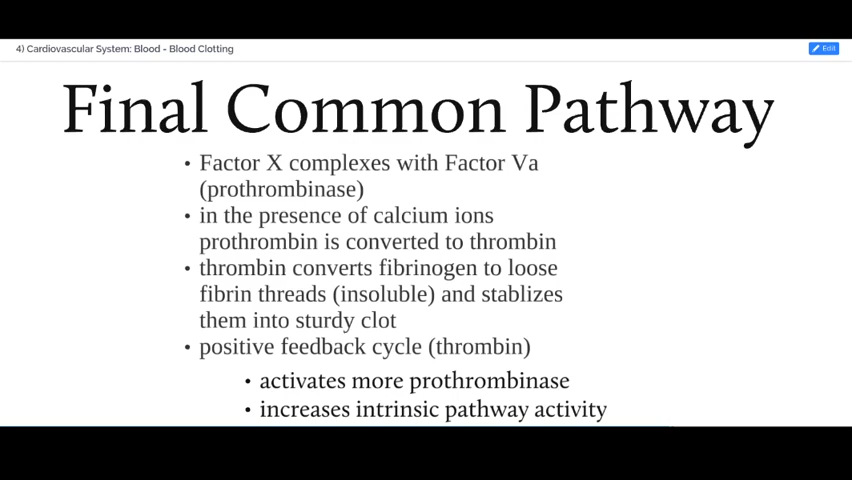 4) Cardiovascular System: Blood - Blood Clotting
Edit
Final Common Pathway
• Factor X complexes with Factor Va
(prothrombinase)
• in the presence of calcium ions
prothrombin is converted to thrombin
• thrombin converts fibrinogen to loose
fibrin threads (insoluble) and stablizes
them into sturdy clot
• positive feedback cycle (thrombin)
• activates more prothrombinase
• increases intrinsic pathway activity